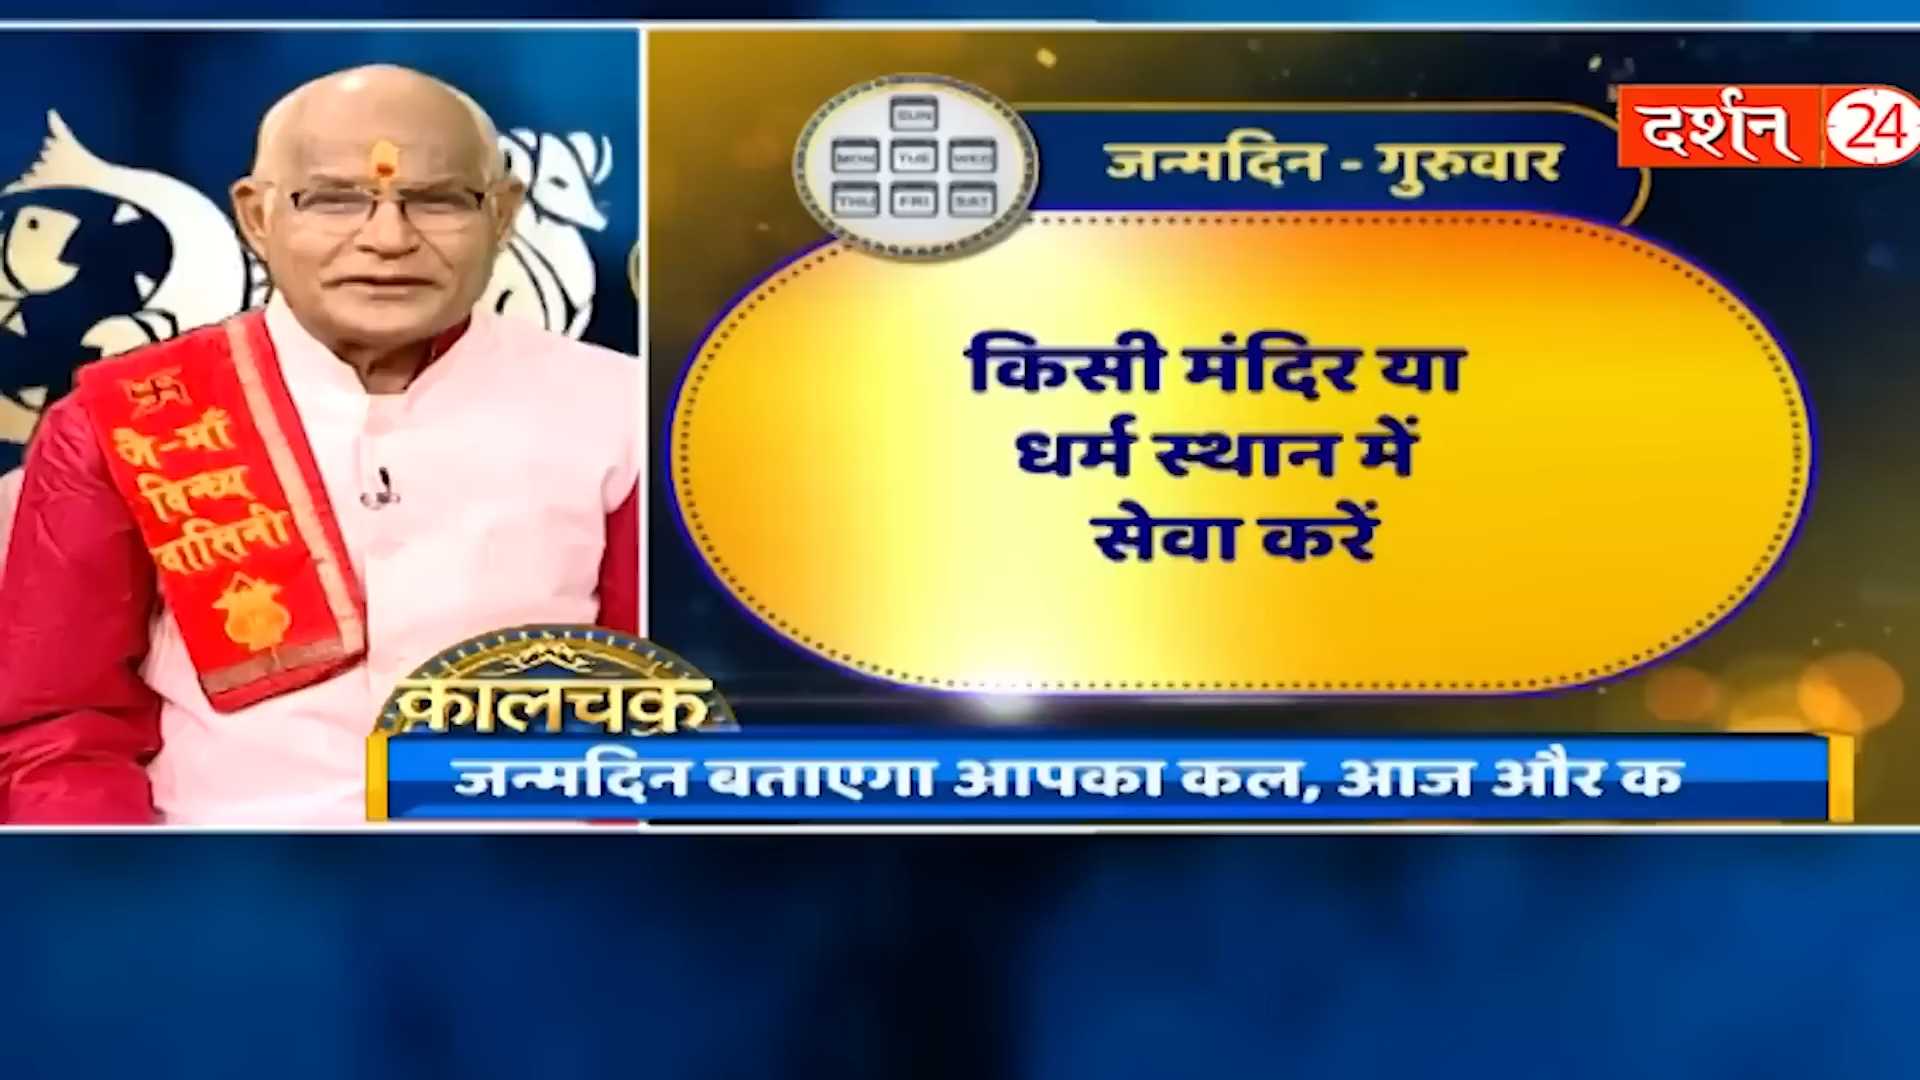 SUN
MON TUE WED
THU FRI SAT
जन्मदिन - गुरुवार
दर्शन 24
किसी मंदिर या
धर्म स्थान में
सेवा करें
जै-माँ
विन्ध्य
वासिनी
कालचक्र
जन्मदिन बताएगा आपका कल, आज और क